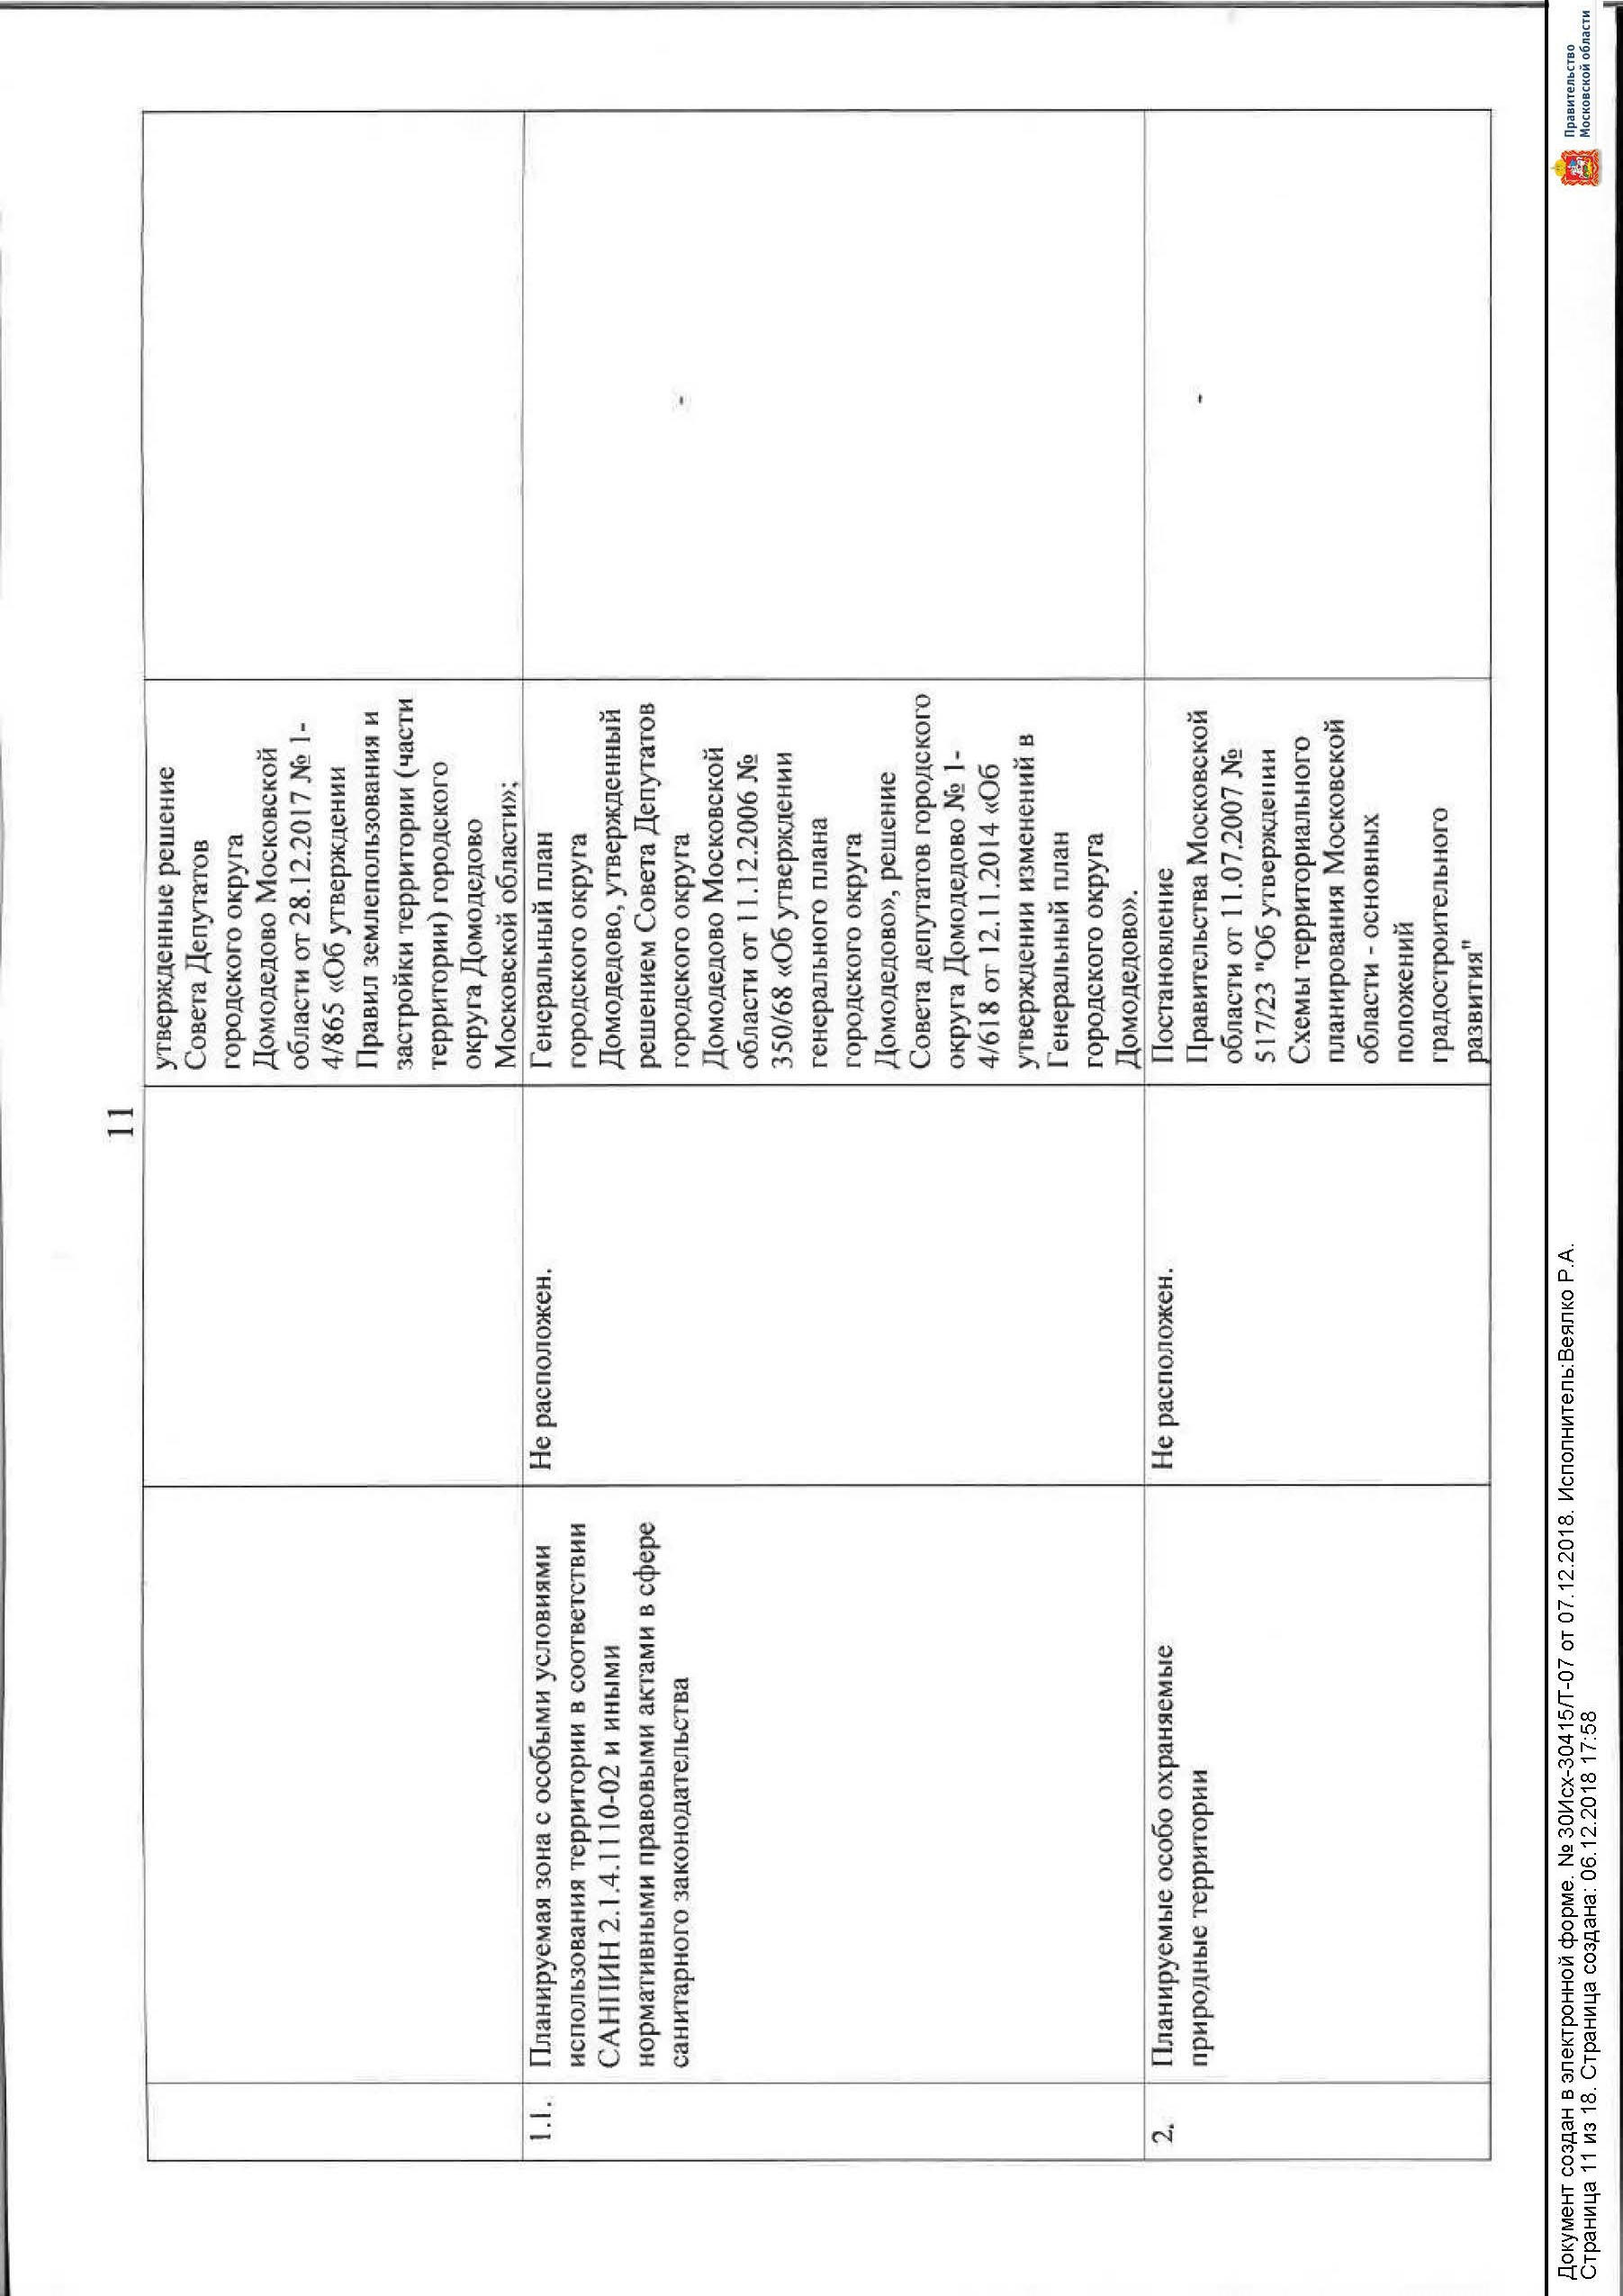 11
утвержденные решение
Совета Депутатов
городского округа
Домодедово Московской
области от 28.12.2017 № 1-
4/865 «Об утверждении
Правил землепользования и
застройки территории (части
территории) городского
округа Домодедово
Московской области»;
1.1.
Планируемая зона с особыми условиями
использования территории в соответствии
САНПИН 2.1.4.1110-02 и иными
нормативными правовыми актами в сфере
санитарного законодательства
Не расположен.
Генеральный план
городского округа
Домодедово, утвержденный
решением Совета Депутатов
городского округа
Домодедово Московской
области от 11.12.2006 №
350/68 «Об утверждении
генерального плана
городского округа
Домодедово», решение
Совета депутатов городского
округа Домодедово № 1-
4/618 от 12.11.2014 «Об
утверждении изменений в
Генеральный план
городского округа
Домодедово».
-
2.
Планируемые особо охраняемые
природные территории
Не расположен.
Постановление
Правительства Московской
области от 11.07.2007 №
517/23 "Об утверждении
Схемы территориального
планирования Московской
области - основных
положений
градостроительного
развития"
-
Документ создан в электронной форме. № 30Исх-30415/Т-07 от 07.12.2018. Исполнитель:Веялко Р.А.
Страница 11 из 18. Страница создана: 06.12.2018 17:58
Правительство
Московской области